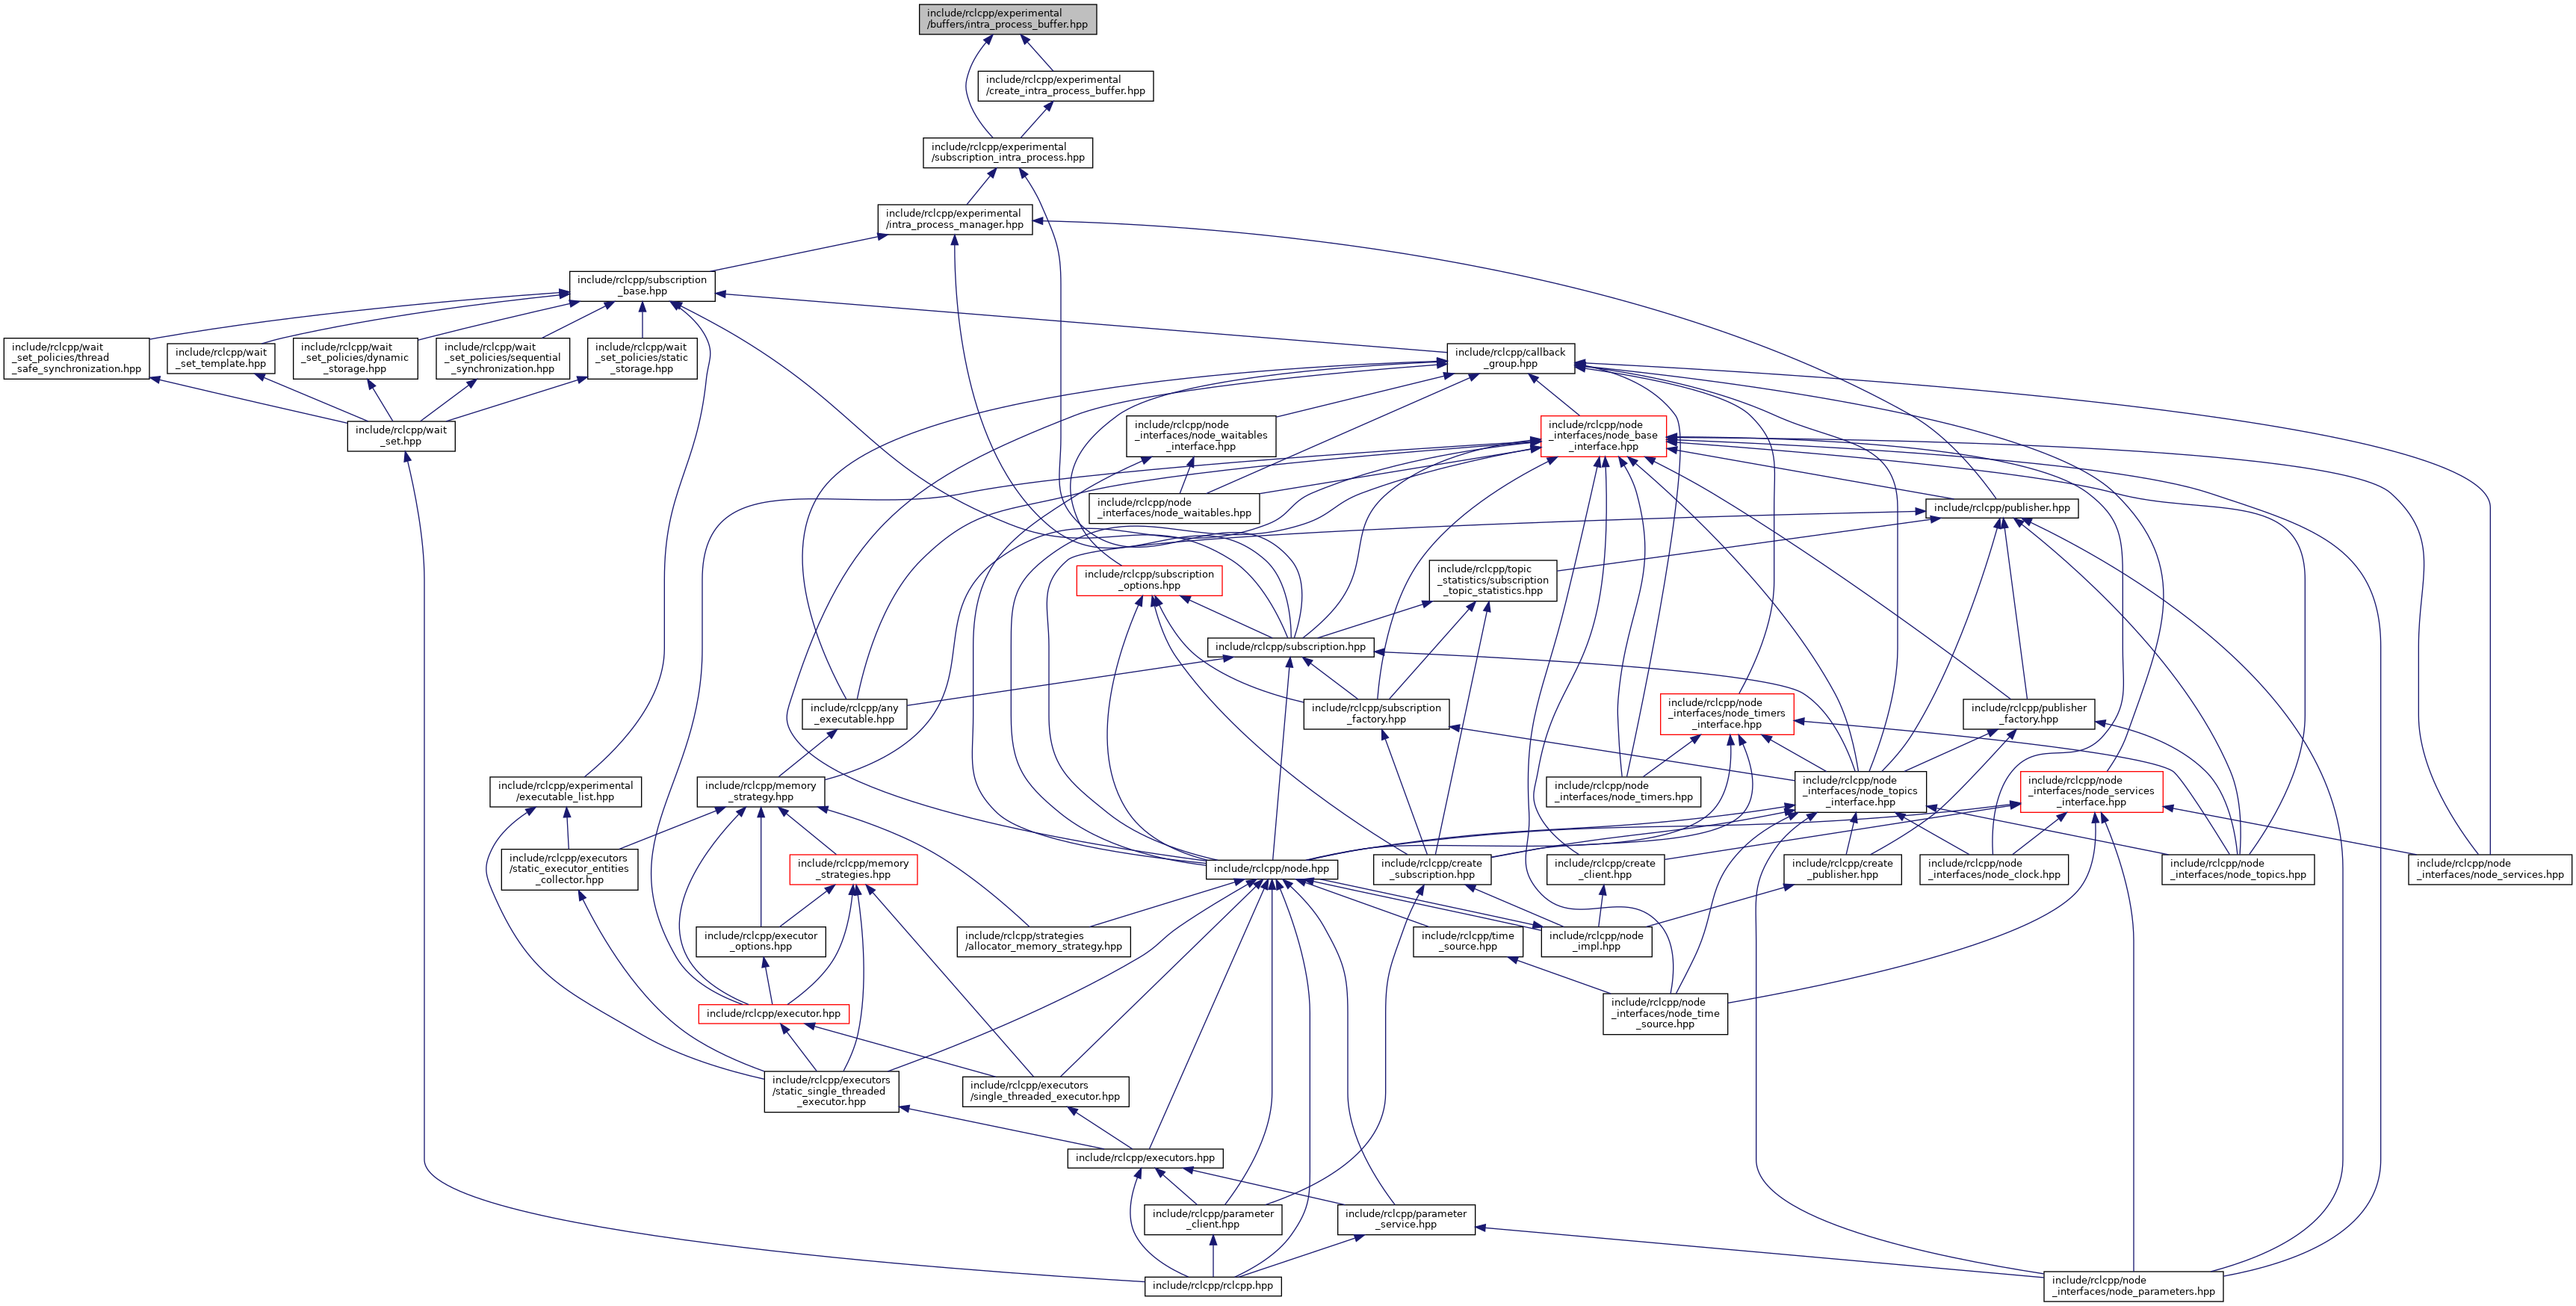 include/rclcpp/experimental
/buffers/intra_process_buffer.hpp
include/rclcpp/experimental
/create_intra_process_buffer.hpp
include/rclcpp/experimental
/subscription_intra_process.hpp
include/rclcpp/experimental
/intra_process_manager.hpp
include/rclcpp/subscription
_base.hpp
include/rclcpp/wait
_set_policies/thread
_safe_synchronization.hpp
include/rclcpp/wait
_set_template.hpp
include/rclcpp/wait
_set_policies/dynamic
_storage.hpp
include/rclcpp/wait
_set_policies/sequential
_synchronization.hpp
include/rclcpp/wait
_set_policies/static
_storage.hpp
include/rclcpp/callback
_group.hpp
include/rclcpp/wait
_set.hpp
include/rclcpp/node
_interfaces/node_waitables
_interface.hpp
include/rclcpp/node
_interfaces/node_base
_interface.hpp
include/rclcpp/node
_interfaces/node_waitables.hpp
include/rclcpp/publisher.hpp
include/rclcpp/subscription
_options.hpp
include/rclcpp/topic
_statistics/subscription
_topic_statistics.hpp
include/rclcpp/subscription.hpp
include/rclcpp/any
_executable.hpp
include/rclcpp/subscription
_factory.hpp
include/rclcpp/node
_interfaces/node_timers
_interface.hpp
include/rclcpp/publisher
_factory.hpp
include/rclcpp/experimental
/executable_list.hpp
include/rclcpp/memory
_strategy.hpp
include/rclcpp/node
_interfaces/node_timers.hpp
include/rclcpp/node
_interfaces/node_topics
_interface.hpp
include/rclcpp/node
_interfaces/node_services
_interface.hpp
include/rclcpp/executors
/static_executor_entities
_collector.hpp
include/rclcpp/memory
_strategies.hpp
include/rclcpp/node.hpp
include/rclcpp/create
_subscription.hpp
include/rclcpp/create
_client.hpp
include/rclcpp/create
_publisher.hpp
include/rclcpp/node
_interfaces/node_clock.hpp
include/rclcpp/node
_interfaces/node_topics.hpp
include/rclcpp/node
_interfaces/node_services.hpp
include/rclcpp/executor
_options.hpp
include/rclcpp/strategies
/allocator_memory_strategy.hpp
include/rclcpp/time
_source.hpp
include/rclcpp/node
_impl.hpp
include/rclcpp/executor.hpp
include/rclcpp/node
_interfaces/node_time
_source.hpp
include/rclcpp/executors
/static_single_threaded
_executor.hpp
include/rclcpp/executors
/single_threaded_executor.hpp
include/rclcpp/executors.hpp
include/rclcpp/parameter
_client.hpp
include/rclcpp/parameter
_service.hpp
include/rclcpp/rclcpp.hpp
include/rclcpp/node
_interfaces/node_parameters.hpp